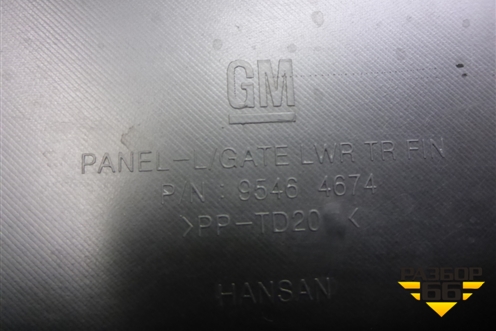 GM
PANEL-L/GATE LWR TR FIN
P/N : 9546 4674
>PP-TD20<
HANSAN
РАЗБОР
66